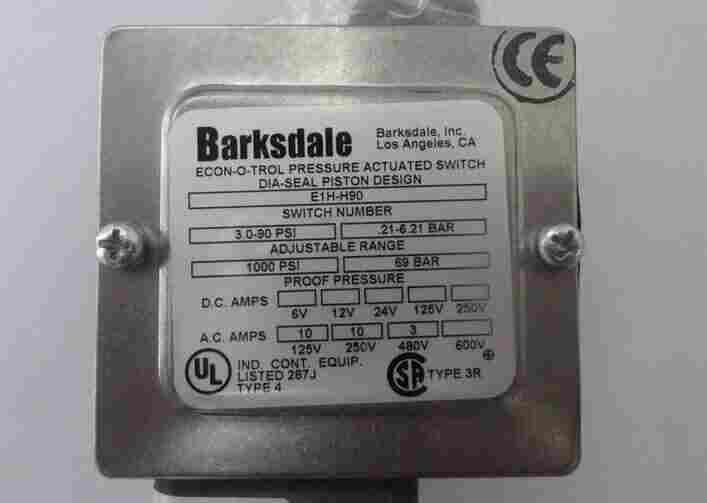 CE
Barksdale
Barksdale, Inc.
Los Angeles, CA
ECON-O-TROL PRESSURE ACTUATED SWITCH
DIA-SEAL PISTON DESIGN
E1H-H90
SWITCH NUMBER
3.0-90 PSI .21-6.21 BAR
ADJUSTABLE RANGE
1000 PSI 69 BAR
PROOF PRESSURE
D.C. AMPS
6V 12V 24V 125V 250V
A.C. AMPS 10 10 3
125V 250V 480V 600V
UL IND. CONT. EQUIP.
LISTED 287J
TYPE 4
SA TYPE 3R